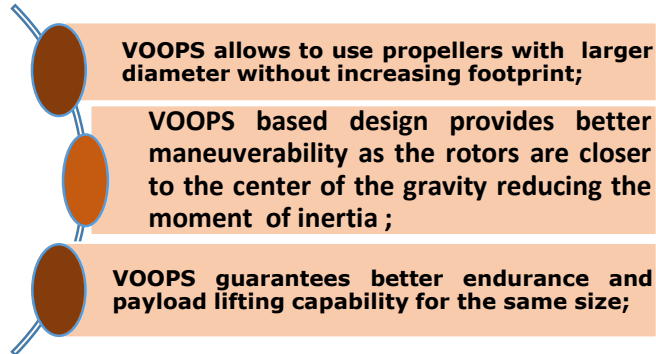 VOOPS allows to use propellers with larger
diameter without increasing footprint;
VOOPS based design provides better
maneuverability as the rotors are closer
to the center of the gravity reducing the
moment of inertia ;
VOOPS guarantees better endurance and
payload lifting capability for the same size;